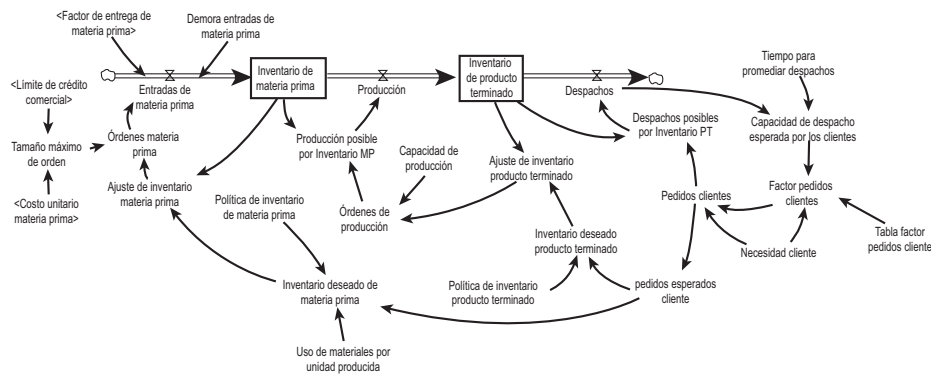 <Factor de entrega de
materia prima>
Demora entradas de
materia prima
Entradas de
materia prima
Inventario de
materia prima
Producción
Inventario
de producto
terminado
Despachos
Tiempo para
promediar despachos
<Límite de crédito
comercial>
Tamaño máximo
de orden
<Costo unitario
materia prima>
Órdenes materia
prima
Ajuste de inventario
materia prima
Producción posible
por Inventario MP
Capacidad de
producción
Órdenes de
producción
Ajuste de inventario
producto terminado
Despachos posibles
por Inventario PT
Capacidad de despacho
esperada por los clientes
Factor pedidos
clientes
Pedidos clientes
Tabla factor
pedidos cliente
Necesidad cliente
Política de inventario
de materia prima
Inventario deseado
producto terminado
Inventario deseado de
materia prima
Política de inventario
producto terminado
pedidos esperados
cliente
Uso de materiales por
unidad producida